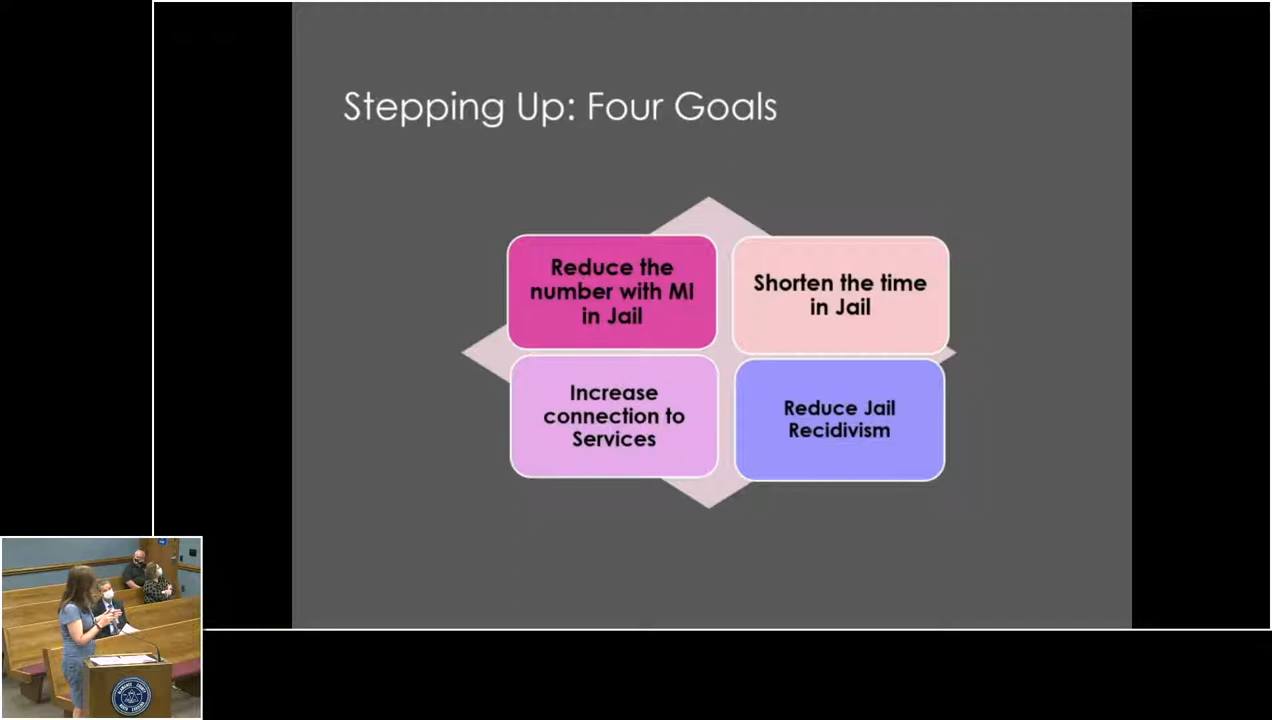 Stepping Up: Four Goals
Reduce the
number with MI
in Jail
Shorten the time
in Jail
Increase
connection to
Services
Reduce Jail
Recidivism